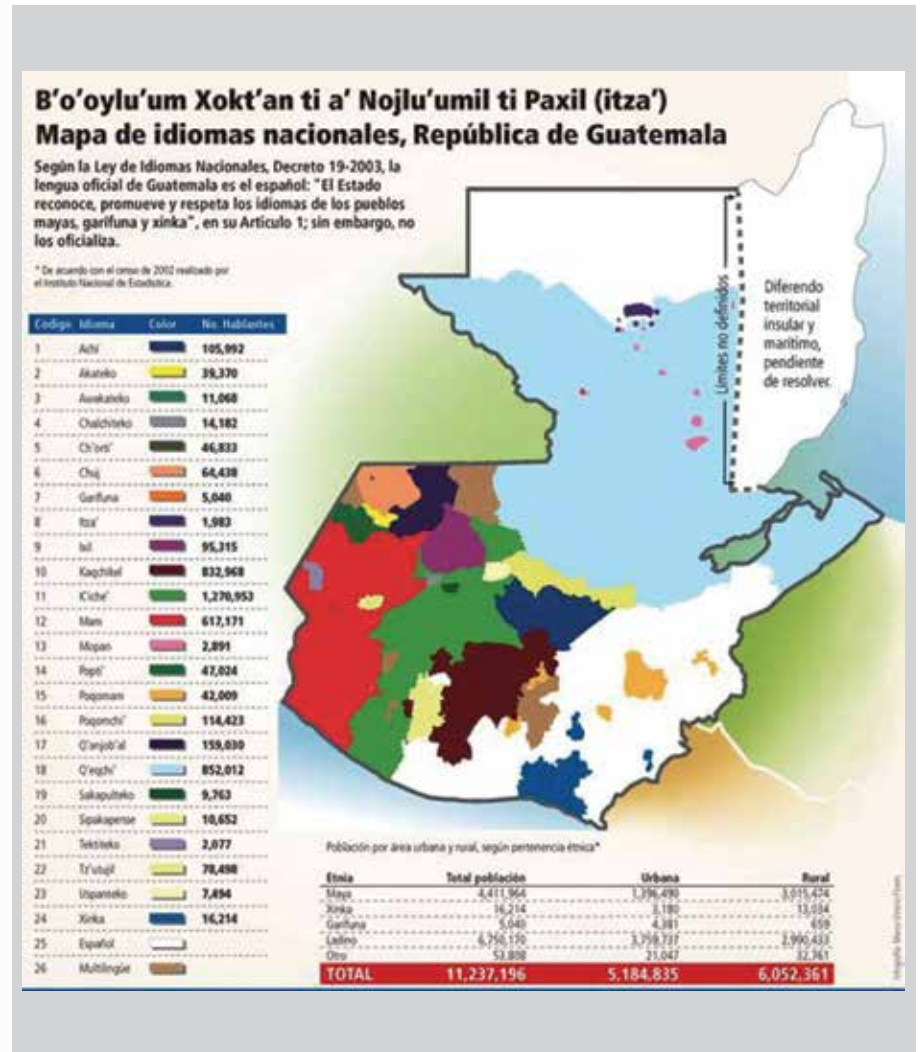 B'o'oylu'um Xokt'an ti a' Nojlu'umil ti Paxil (itza')
Mapa de idiomas nacionales, República de Guatemala
Según la Ley de Idiomas Nacionales, Decreto 19-2003, la
lengua oficial de Guatemala es el español: "El Estado
reconoce, promueve y respeta los idiomas de los pueblos
mayas, garífuna y xinka", en su Artículo 1; sin embargo, no
los oficializa.
* De acuerdo con el censo de 2002 realizado por
el Instituto Nacional de Estadística.
Código Idioma Color No. Hablantes
1 Achi 105,992
2 Akateko 39,370
3 Awakateko 11,068
4 Chalchiteko 14,182
5 Ch'orti' 46,833
6 Chuj 64,438
7 Garífuna 5,040
8 Itza' 1,983
9 Ixil 95,315
10 Kaqchikel 832,968
11 K'iche' 1,270,953
12 Mam 617,171
13 Mopan 2,891
14 Popti' 47,024
15 Poqomam 42,009
16 Poqomchi' 114,423
17 Q'anjob'al 159,030
18 Q'eqchi' 852,012
19 Sakapulteko 9,763
20 Sipakapense 10,652
21 Tektiteko 2,077
22 Tz'utujil 78,498
23 Uspanteko 7,494
24 Xinka 16,214
25 Español
26 Multilingüe
Límites no definidos
Diferendo
territorial
insular y
marítimo,
pendiente
de resolver.
Población por área urbana y rural, según pertenencia étnica*
Etnia Total población Urbana Rural
Maya 4,411,964 1,396,490 3,015,474
Xinka 16,214 3,180 13,034
Garífuna 5,040 4,381 659
Ladino 6,750,170 3,759,737 2,990,433
Otro 53,808 21,047 32,761
TOTAL 11,237,196 5,184,835 6,052,361